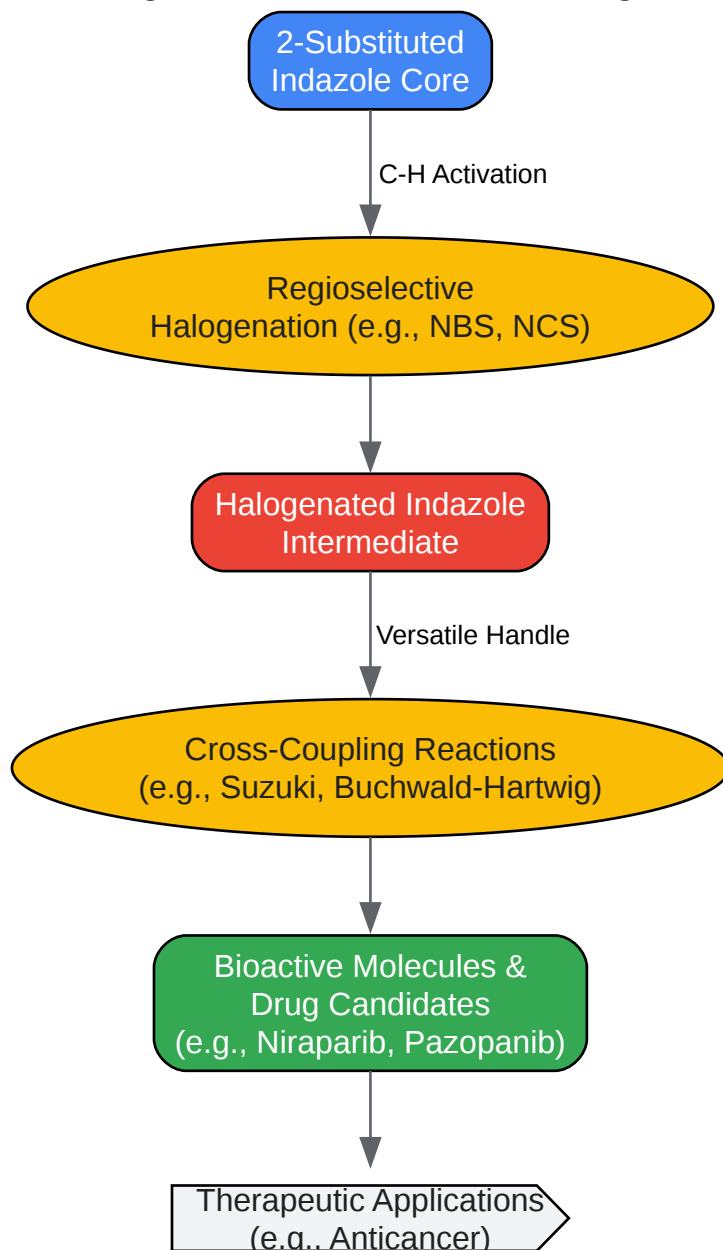 2-Substituted
Indazole Core
C-H Activation
Regioselective
Halogenation (e.g., NBS, NCS)
Halogenated Indazole
Intermediate
Versatile Handle
Cross-Coupling Reactions
(e.g., Suzuki, Buchwald-Hartwig)
Bioactive Molecules &
Drug Candidates
(e.g., Niraparib, Pazopanib)
Therapeutic Applications
(e.g., Anticancer)